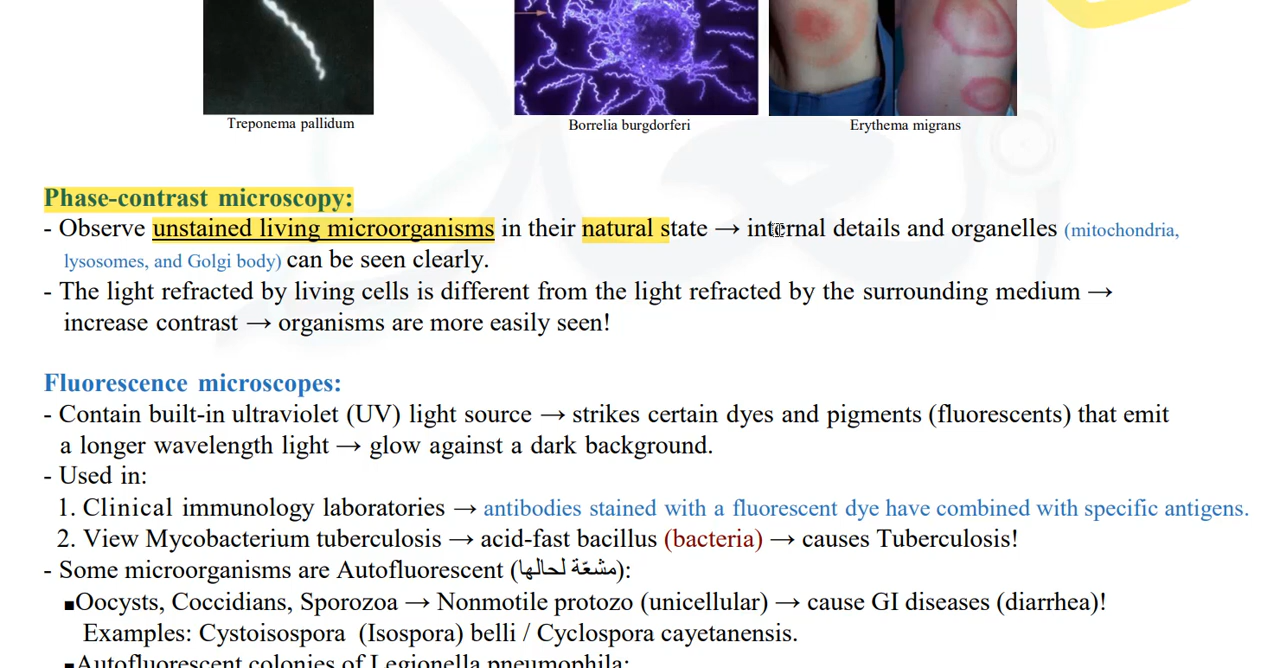 Treponema pallidum
Borrelia burgdorferi
Erythema migrans
Phase-contrast microscopy:
- Observe unstained living microorganisms in their natural state → internal details and organelles (mitochondria,
lysosomes, and Golgi body) can be seen clearly.
- The light refracted by living cells is different from the light refracted by the surrounding medium →
increase contrast → organisms are more easily seen!
Fluorescence microscopes:
- Contain built-in ultraviolet (UV) light source → strikes certain dyes and pigments (fluorescents) that emit
a longer wavelength light → glow against a dark background.
- Used in:
1. Clinical immunology laboratories → antibodies stained with a fluorescent dye have combined with specific antigens.
2. View Mycobacterium tuberculosis → acid-fast bacillus (bacteria) → causes Tuberculosis!
- Some microorganisms are Autofluorescent (مشعّة لحالها):
▪Oocysts, Coccidians, Sporozoa → Nonmotile protozo (unicellular) → cause GI diseases (diarrhea)!
Examples: Cystoisospora (Isospora) belli / Cyclospora cayetanensis.
▪Autofluorescent colonies of Legionella pneumophila: